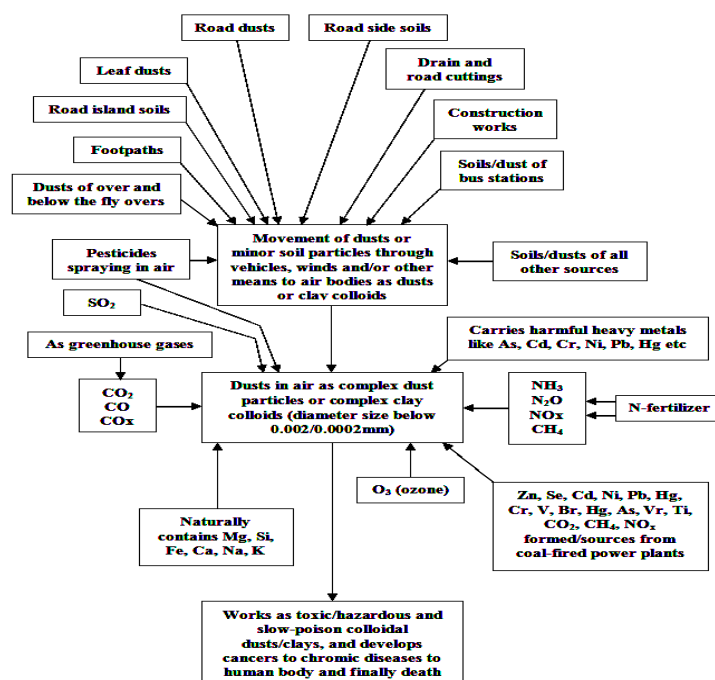 Road dusts
Road side soils
Leaf dusts
Drain and
road cuttings
Road island soils
Construction
works
Footpaths
Soils/dust of
bus stations
Dusts of over and
below the fly overs
Movement of dusts or
minor soil particles through
vehicles, winds and/or other
means to air bodies as dusts
or clay colloids
Pesticides
spraying in air
Soils/dusts of all
other sources
SO₂
As greenhouse gases
Carries harmful heavy metals
like As, Cd, Cr, Ni, Pb, Hg etc
CO₂
CO
COx
Dusts in air as complex dust
particles or complex clay
colloids (diameter size below
0.002/0.0002mm)
NH₃
N₂O
NOx
CH₄
N-fertilizer
O₃ (ozone)
Naturally
contains Mg, Si,
Fe, Ca, Na, K
Zn, Se, Cd, Ni, Pb, Hg,
Cr, V, Br, Hg, As, Vr, Ti,
CO₂, CH₄, NOₓ
formed/sources from
coal-fired power plants
Works as toxic/hazardous and
slow-poison colloidal
dusts/clays, and develops
cancers to chronic diseases to
human body and finally death